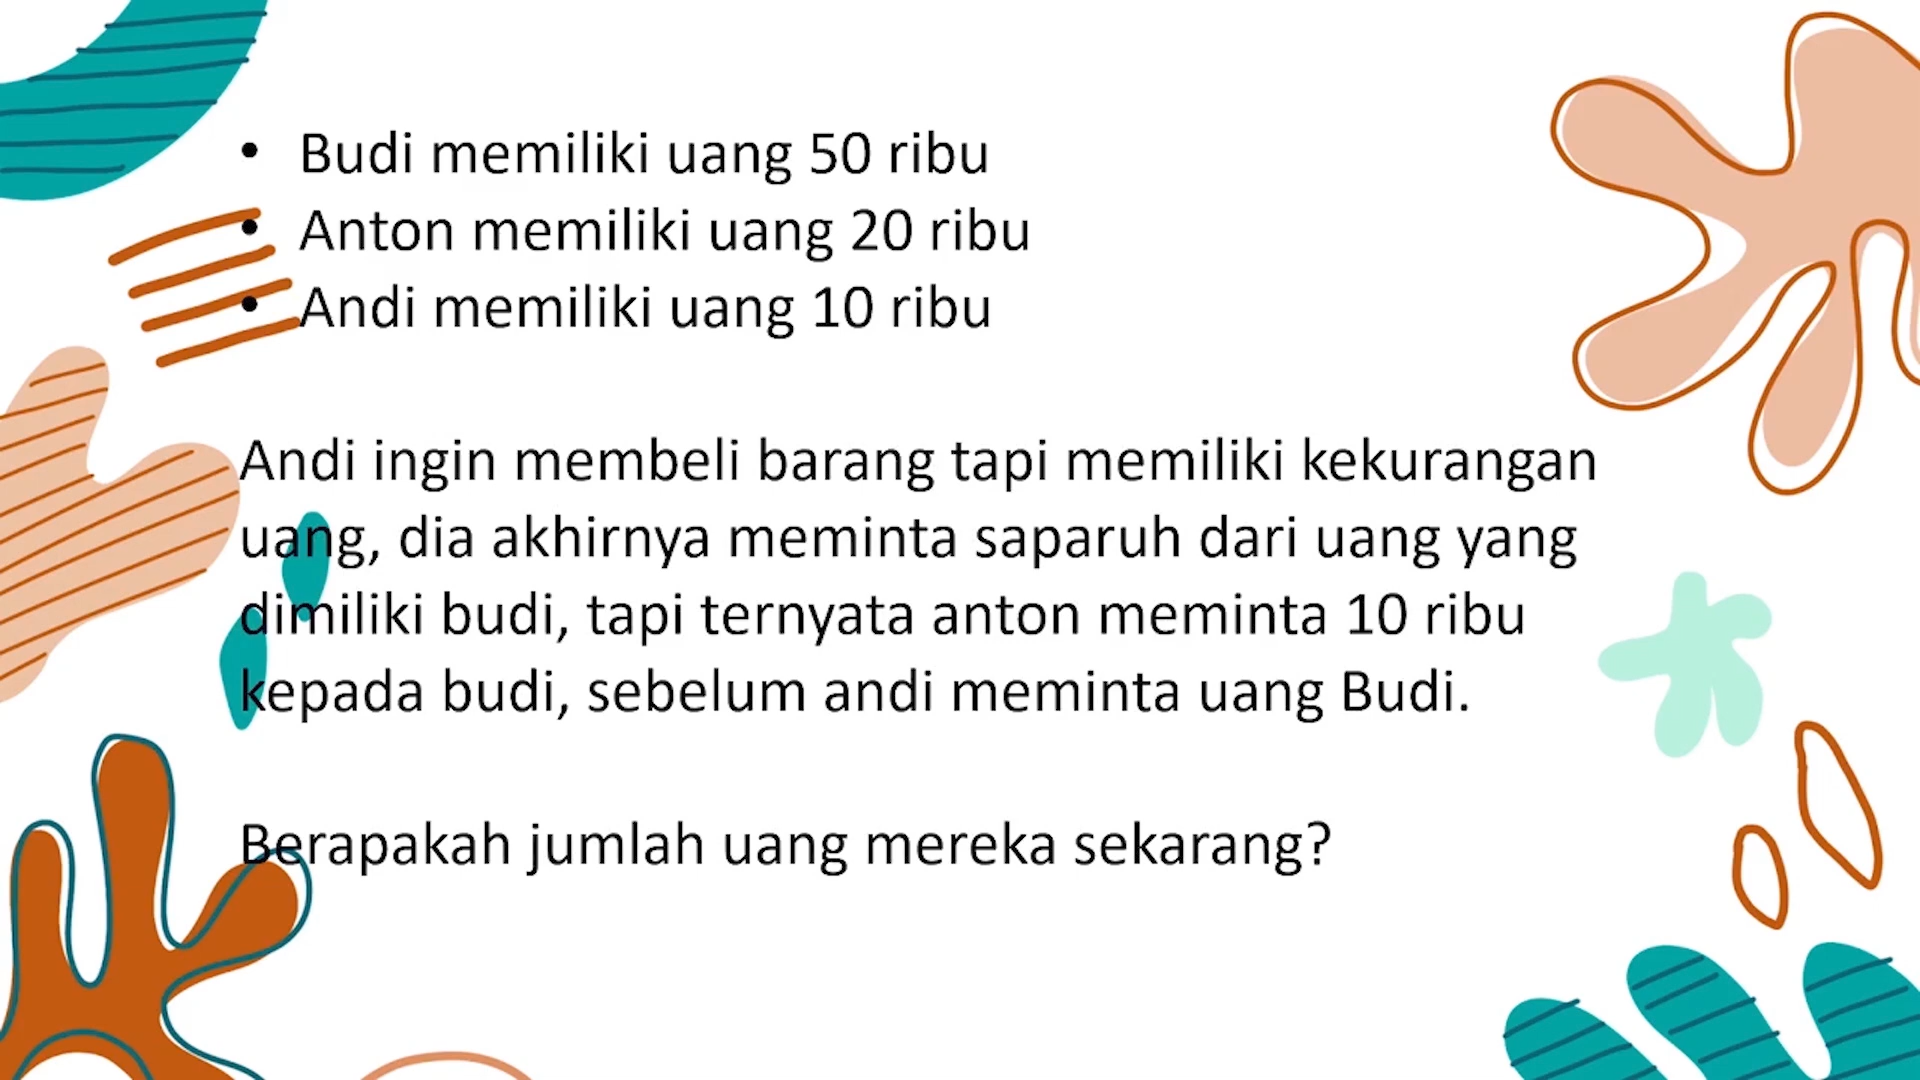 • Budi memiliki uang 50 ribu
• Anton memiliki uang 20 ribu
• Andi memiliki uang 10 ribu
Andi ingin membeli barang tapi memiliki kekurangan
uang, dia akhirnya meminta saparuh dari uang yang
dimiliki budi, tapi ternyata anton meminta 10 ribu
kepada budi, sebelum andi meminta uang Budi.
Berapakah jumlah uang mereka sekarang?